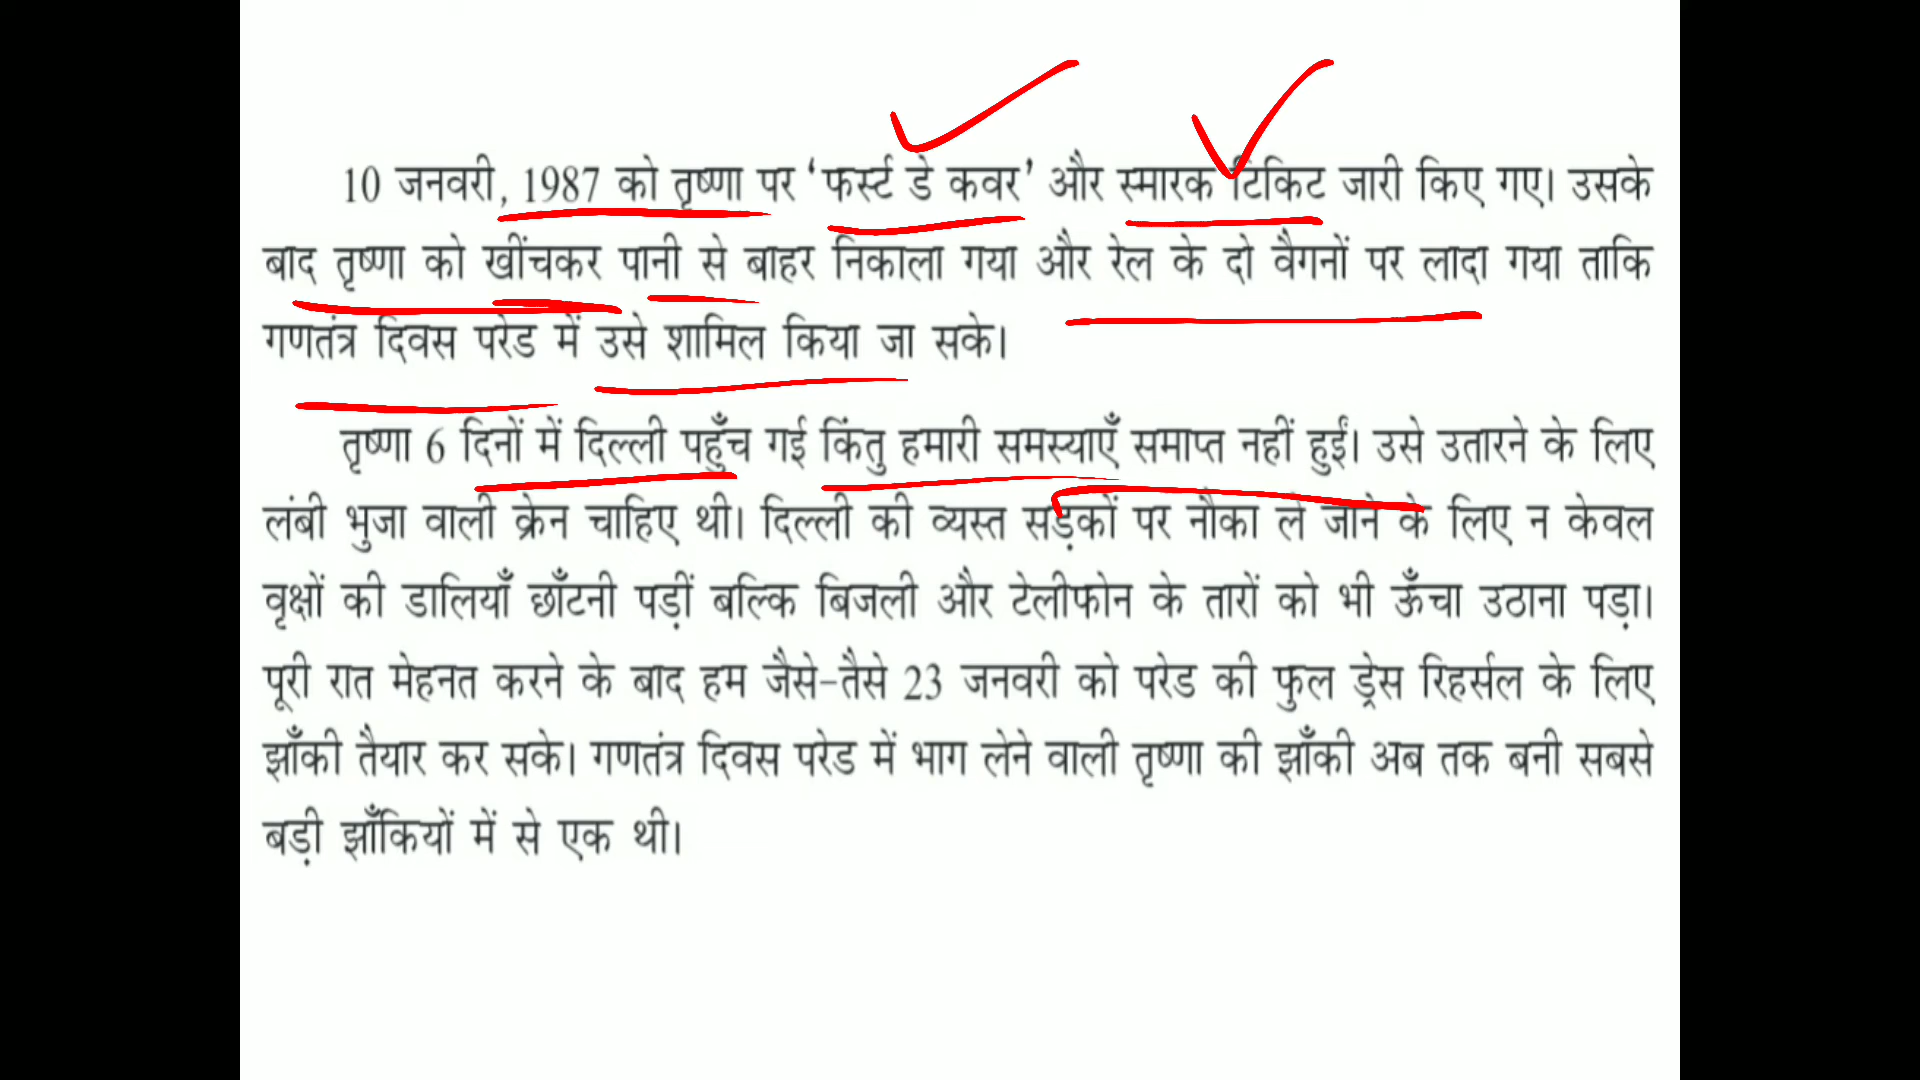 10 जनवरी, 1987 को तृष्णा पर ‘फर्स्ट डे कवर’ और स्मारक टिकिट जारी किए गए। उसके
बाद तृष्णा को खींचकर पानी से बाहर निकाला गया और रेल के दो वैगनों पर लादा गया ताकि
गणतंत्र दिवस परेड में उसे शामिल किया जा सके।
तृष्णा 6 दिनों में दिल्ली पहुँच गई किंतु हमारी समस्याएँ समाप्त नहीं हुईं। उसे उतारने के लिए
लंबी भुजा वाली क्रेन चाहिए थी। दिल्ली की व्यस्त सड़कों पर नौका ले जाने के लिए न केवल
वृक्षों की डालियाँ छाँटनी पड़ीं बल्कि बिजली और टेलीफोन के तारों को भी ऊँचा उठाना पड़ा।
पूरी रात मेहनत करने के बाद हम जैसे-तैसे 23 जनवरी को परेड की फुल ड्रेस रिहर्सल के लिए
झाँकी तैयार कर सके। गणतंत्र दिवस परेड में भाग लेने वाली तृष्णा की झाँकी अब तक बनी सबसे
बड़ी झाँकियों में से एक थी।